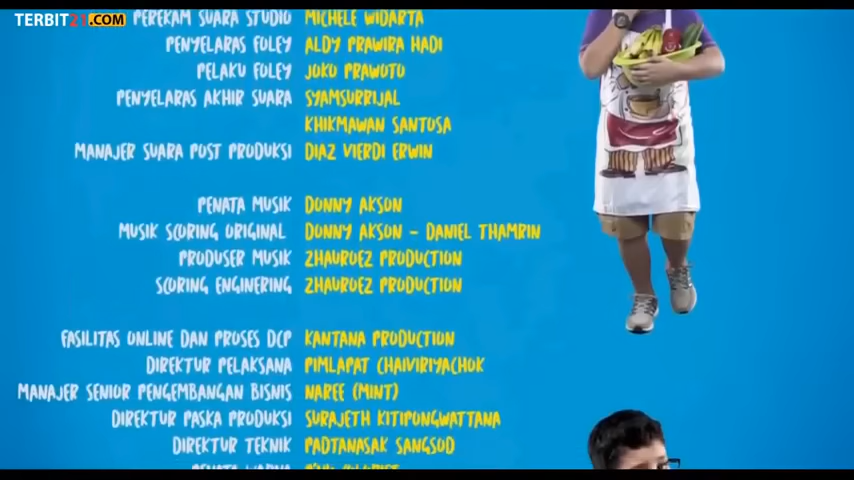 TERBIT21.COM
PEREKAM SUARA STUDIO MICHELE WIDARTA
PENYELARAS FOLEY ALDY PRAWIRA HADI
PELAKU FOLEY JOKO PRAWOTO
PENYELARAS AKHIR SUARA SYAMSURRIJAL
KHIKMAWAN SANTOSA
MANAJER SUARA POST PRODUKSI DIAZ VIERDI ERWIN
PENATA MUSIK DONNY AKSON
MUSIK SCORING ORIGINAL DONNY AKSON - DANIEL THAMRIN
PRODUSER MUSIK ZHAUROEZ PRODUCTION
SCORING ENGINERING ZHAUROEZ PRODUCTION
FASILITAS ONLINE DAN PROSES DCP KANTANA PRODUCTION
DIREKTUR PELAKSANA PIMLAPAT CHAIVIRIYACHOK
MANAJER SENIOR PENGEMBANGAN BISNIS NAREE (MINT)
DIREKTUR PASKA PRODUKSI SURAJETH KITIPONGWATTANA
DIREKTUR TEKNIK PADTANASAK SANGSOD
PENATA WARNA